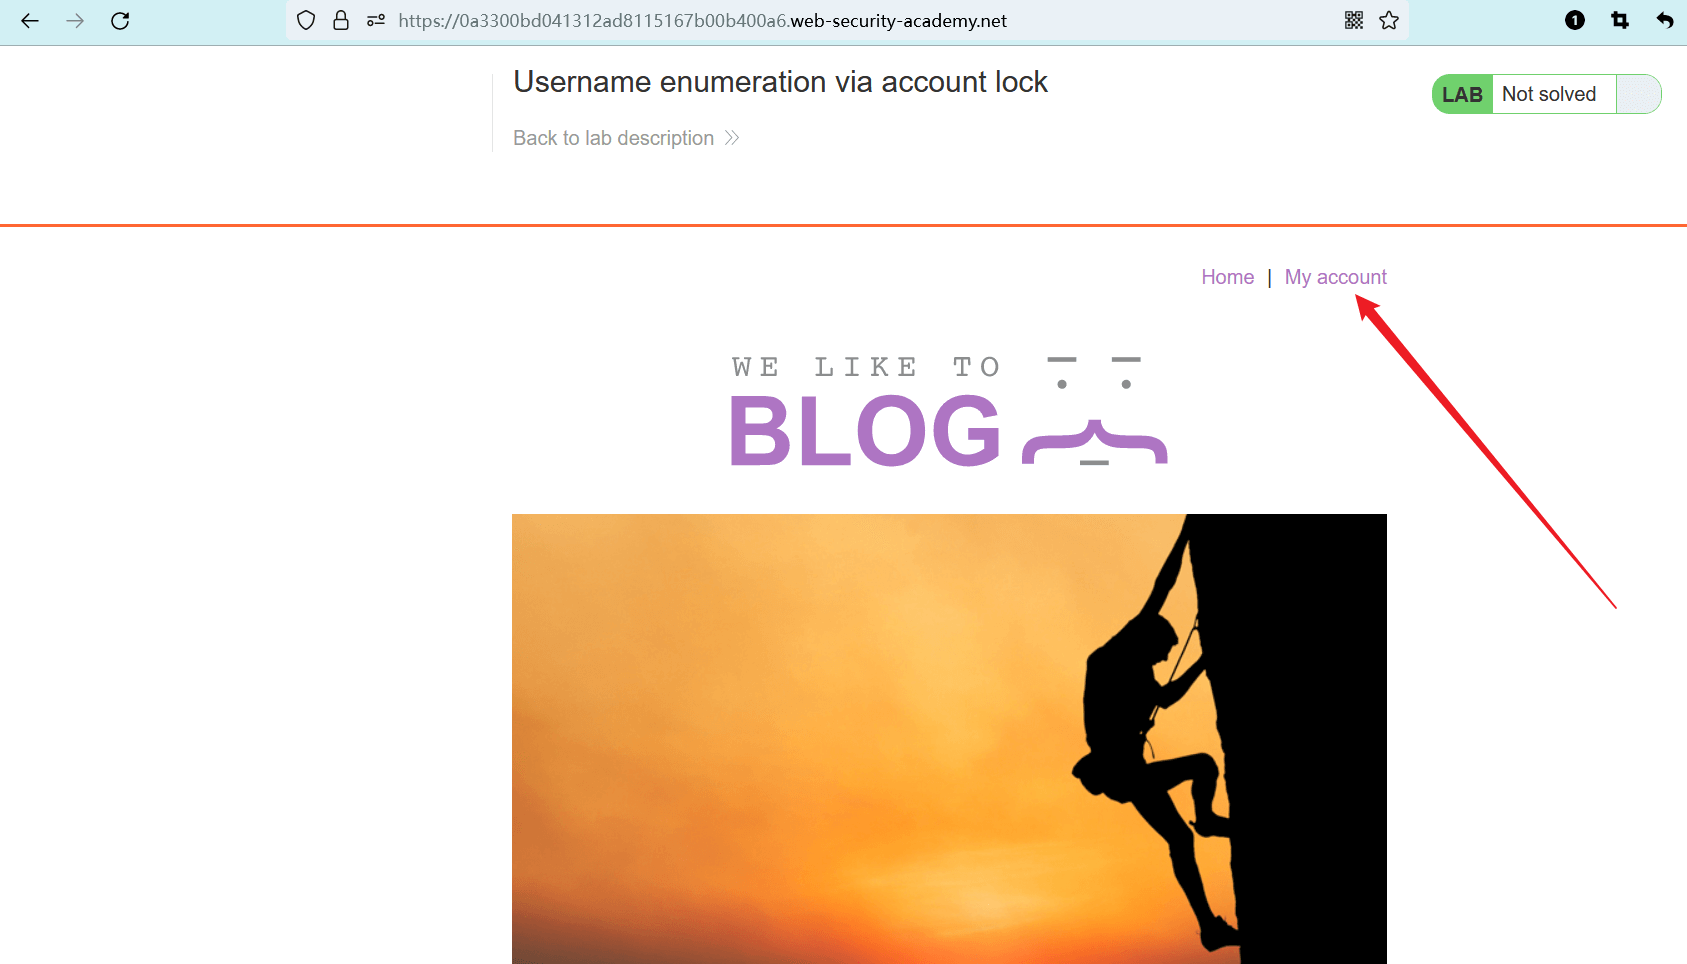 https://0a3300bd041312ad8115167b00b400a6.web-security-academy.net
1
Username enumeration via account lock
LAB Not solved
Back to lab description
Home | My account
WE LIKE TO
BLOG